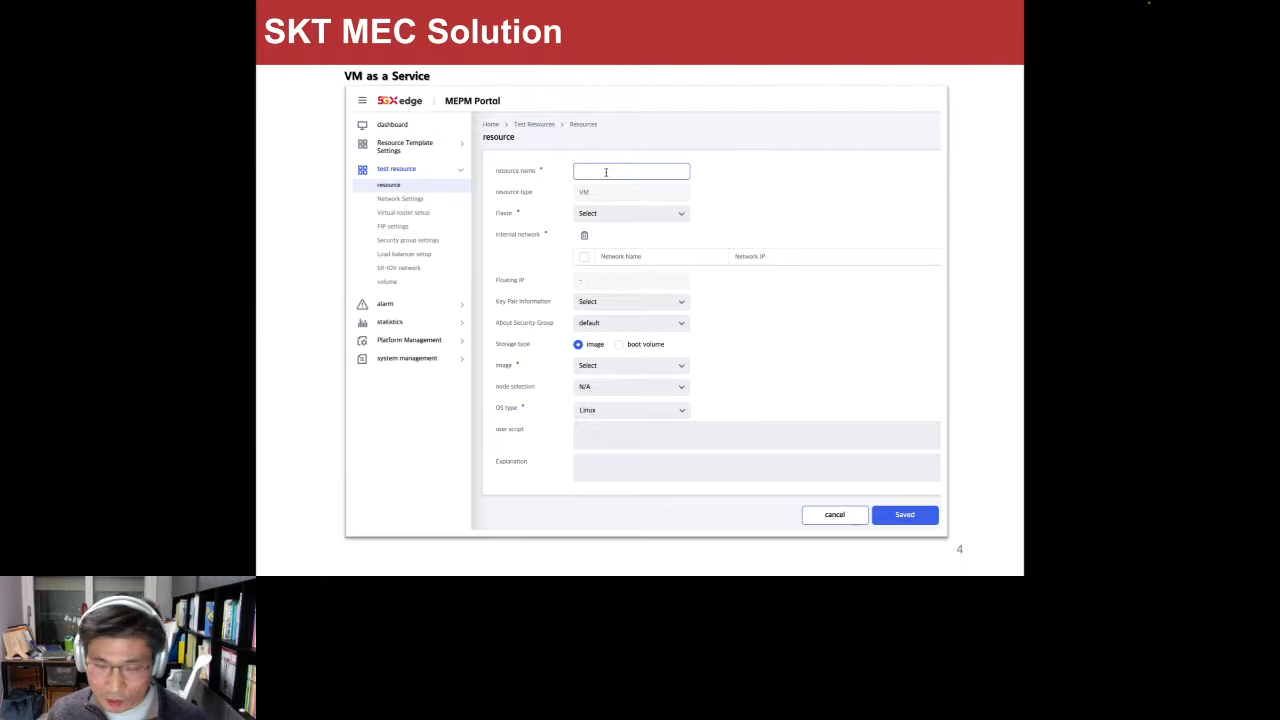 SKT MEC Solution
VM as a Service
5GX edge | MEPM Portal
dashboard
Resource Template
Settings
test resource
resource
Network Settings
Virtual router setup
FIP settings
Security group settings
Load balancer setup
SR-IOV network
volume
alarm
statistics
Platform Management
system management
Home > Test Resources > Resources
resource
resource name *
resource type VM
Flavor * Select
internal network *
Network Name Network IP
Floating IP -
Key Pair Information Select
About Security Group default
Storage type image boot volume
image * Select
node selection N/A
OS type * Linux
user script
Explanation
cancel Saved
4